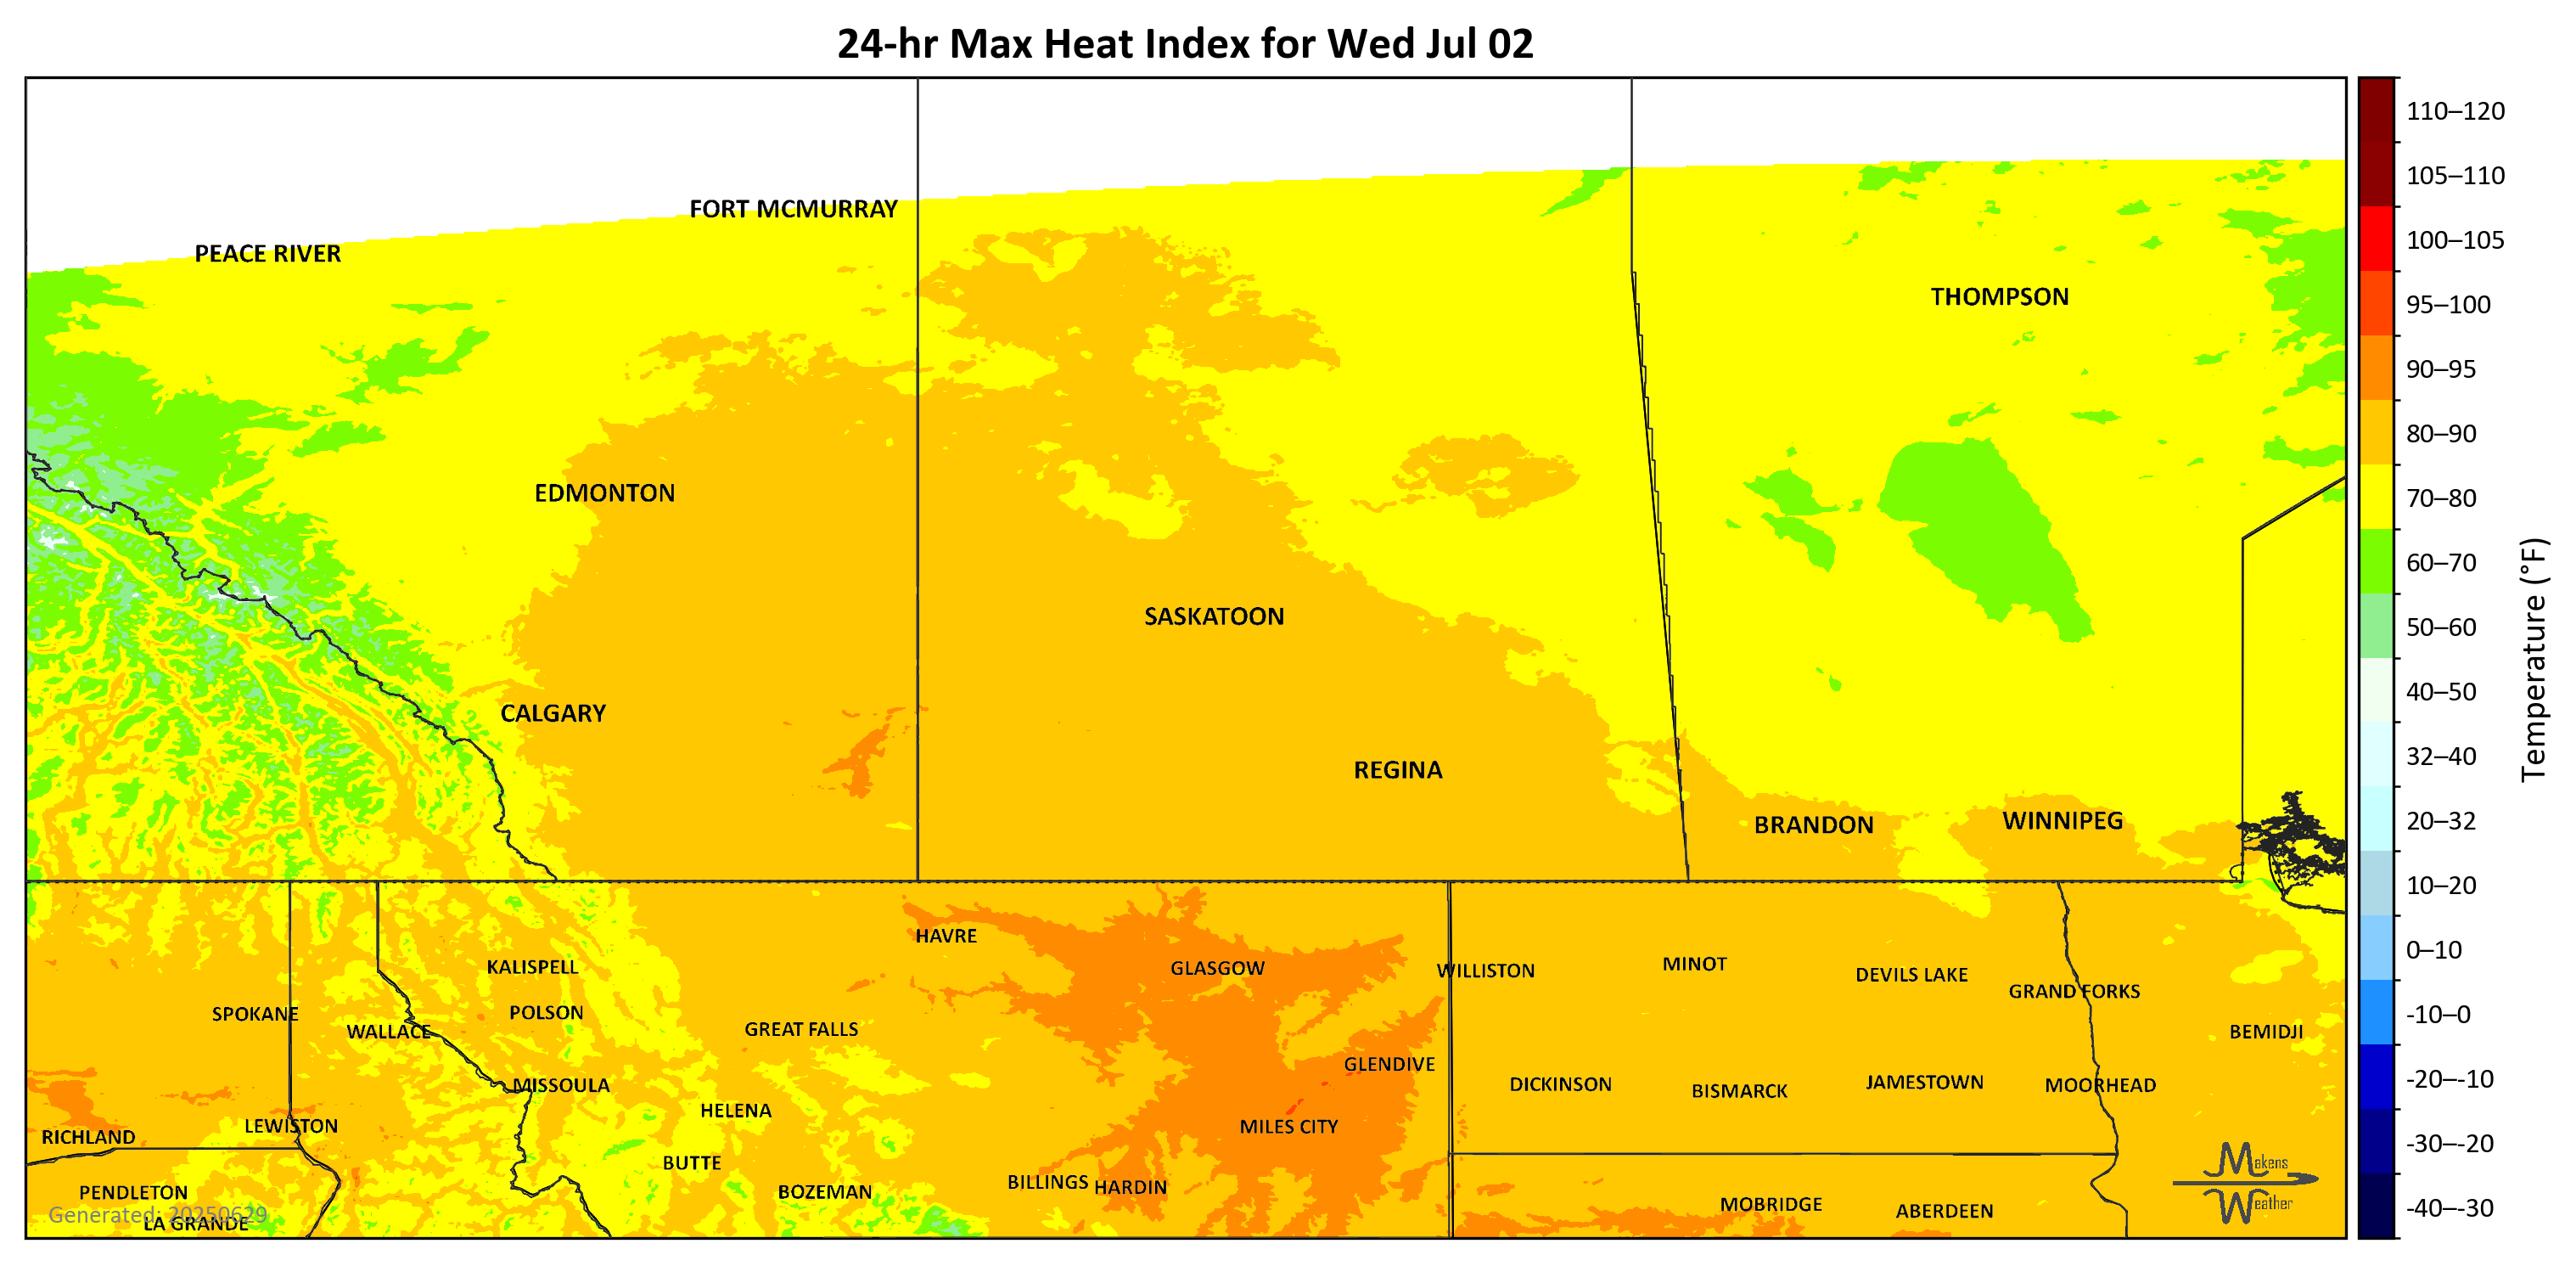 24-hr Max Heat Index for Wed Jul 02
FORT MCMURRAY
PEACE RIVER
THOMPSON
EDMONTON
SASKATOON
CALGARY
REGINA
BRANDON
WINNIPEG
HAVRE
KALISPELL
GLASGOW
WILLISTON
MINOT
DEVILS LAKE
GRAND FORKS
SPOKANE
POLSON
WALLACE
GREAT FALLS
BEMIDJI
GLENDIVE
MISSOULA
DICKINSON
BISMARCK
JAMESTOWN
MOORHEAD
HELENA
LEWISTON
MILES CITY
RICHLAND
BUTTE
PENDLETON
BOZEMAN
BILLINGS
HARDIN
MOBRIDGE
ABERDEEN
Generated: 20250629
LA GRANDE
Makens
Weather
110–120
105–110
100–105
95–100
90–95
80–90
70–80
60–70
50–60
40–50
32–40
20–32
10–20
0–10
-10–0
-20–-10
-30–-20
-40–-30
Temperature (°F)